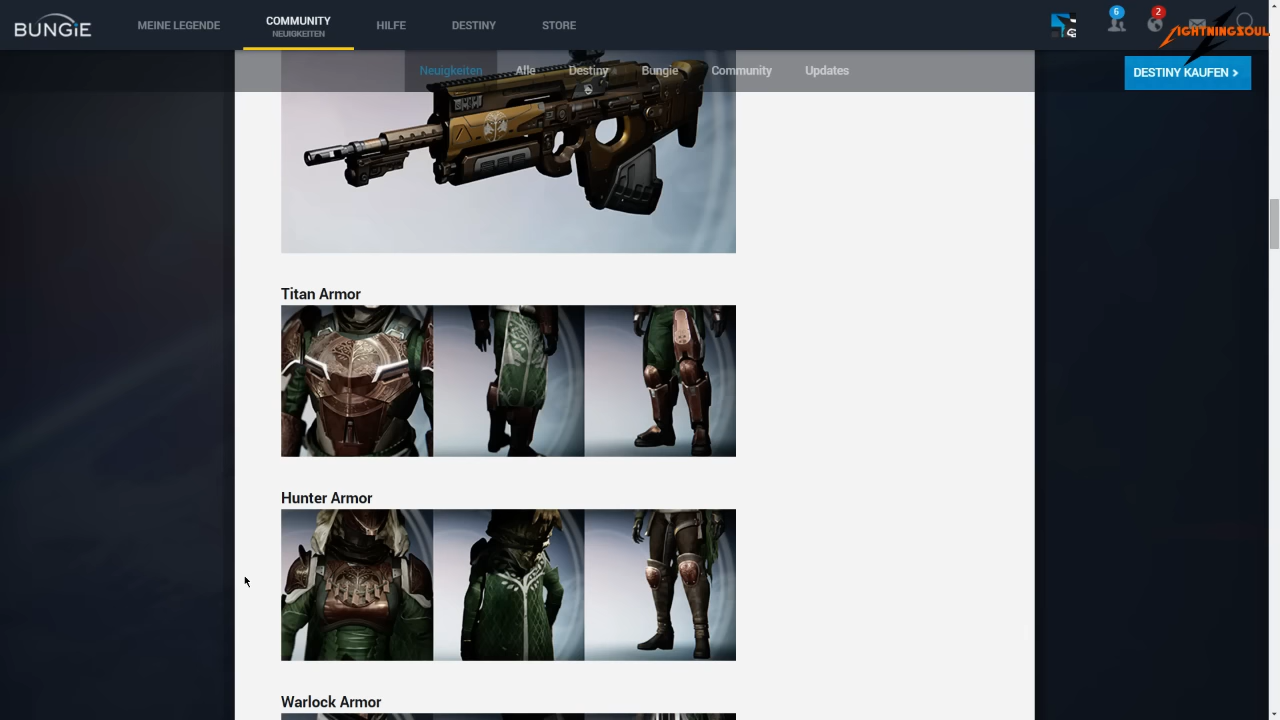 BUNGIE
MEINE LEGENDE
COMMUNITY
NEUIGKEITEN
HILFE
DESTINY
STORE
6
2
LIGHTNINGSOUL
Neuigkeiten
Alle
Destiny
Bungie
Community
Updates
DESTINY KAUFEN >
Titan Armor
Hunter Armor
Warlock Armor